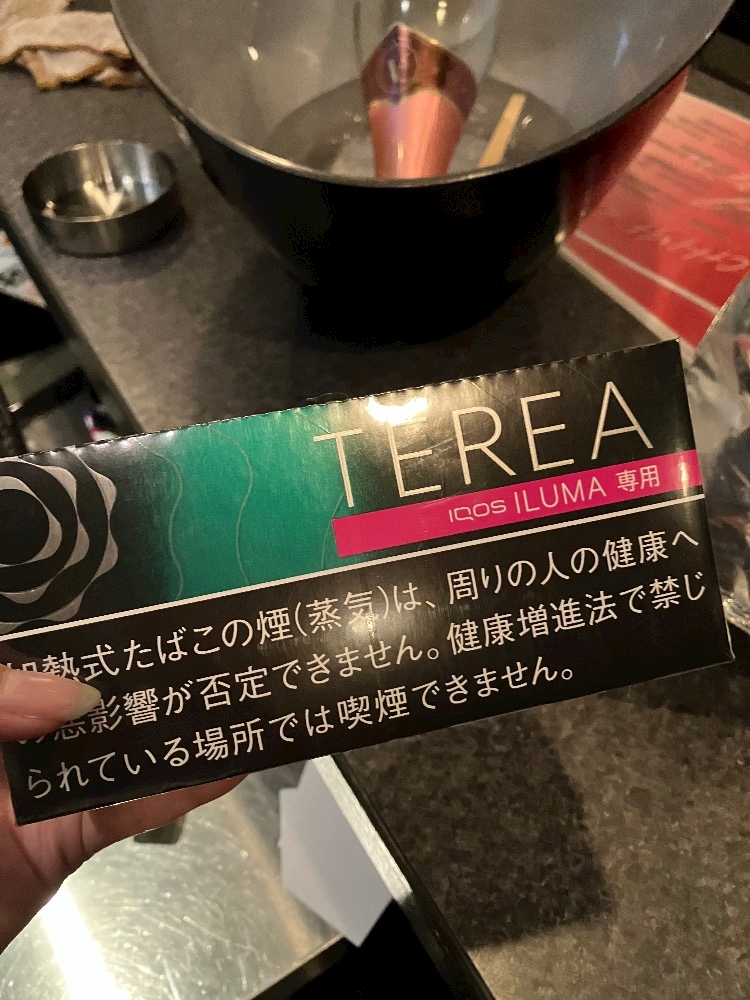 TEREA
IQOS ILUMA 専用
加熱式たばこの煙(蒸気)は、周りの人の健康へ
の悪影響が否定できません。健康増進法で禁じ
られている場所では喫煙できません。